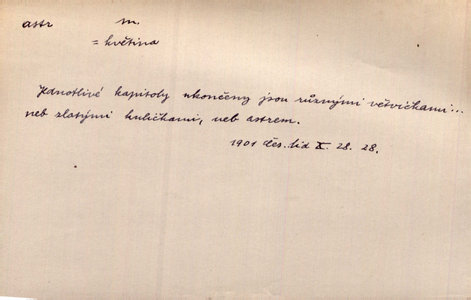 astr m.
= květina
Jednotlivé kapitoly ukončeny jsou různými větvičkami...
neb zlatými kuličkami, neb astrem.
1901 čes. lid X. 28. 28.